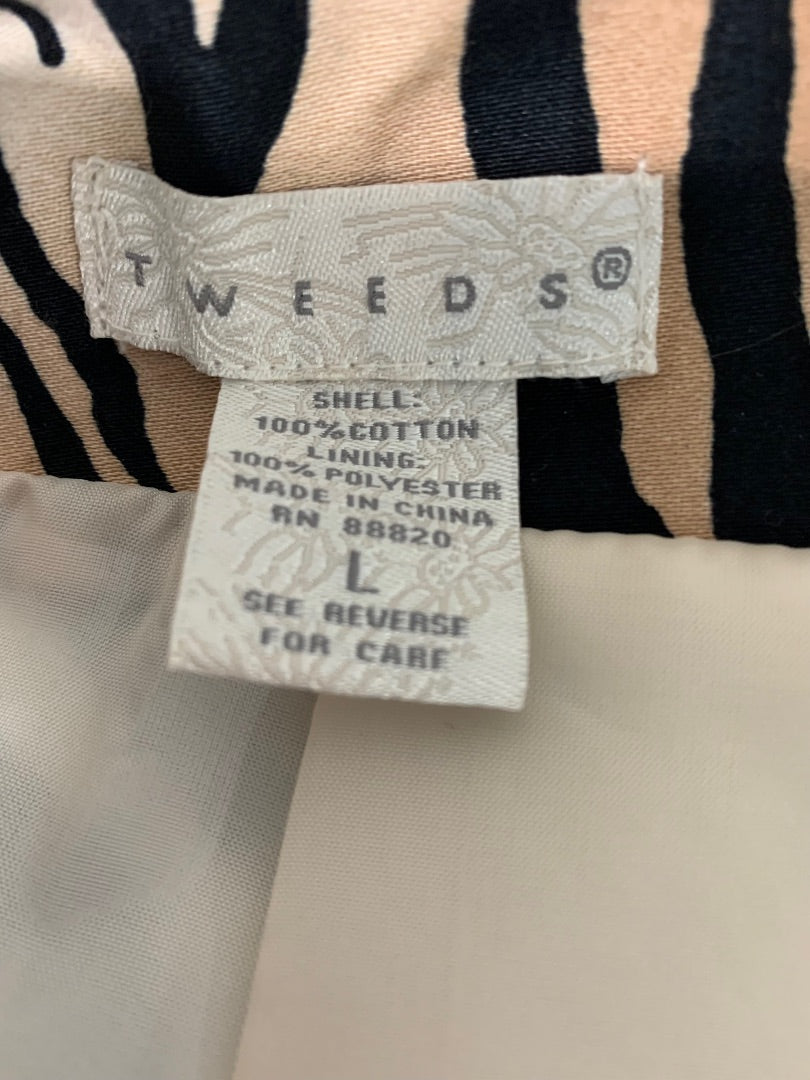 TWEEDS®
SHELL:
100% COTTON
LINING:
100% POLYESTER
MADE IN CHINA
RN 88820
L
SEE REVERSE
FOR CARE